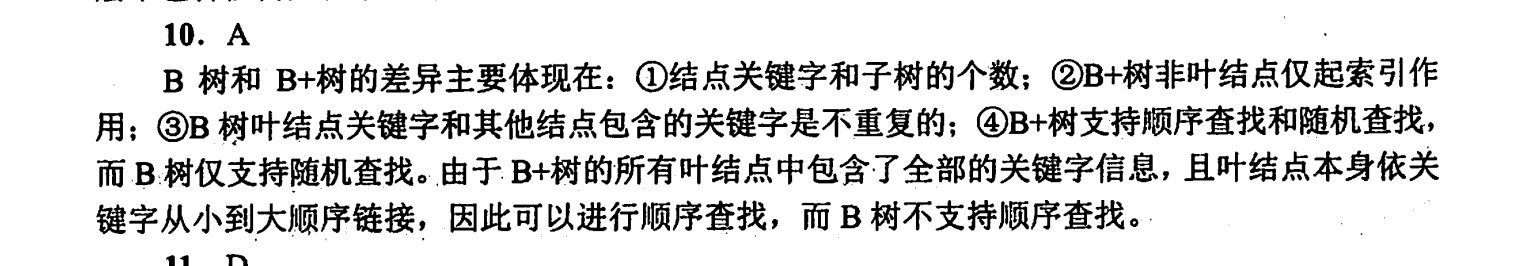 10．A
B 树和 B+树的差异主要体现在：①结点关键字和子树的个数；②B+树非叶结点仅起索引作
用；③B 树叶结点关键字和其他结点包含的关键字是不重复的；④B+树支持顺序查找和随机查找，
而 B 树仅支持随机查找。由于 B+树的所有叶结点中包含了全部的关键字信息，且叶结点本身依关
键字从小到大顺序链接，因此可以进行顺序查找，而 B 树不支持顺序查找。
11．D